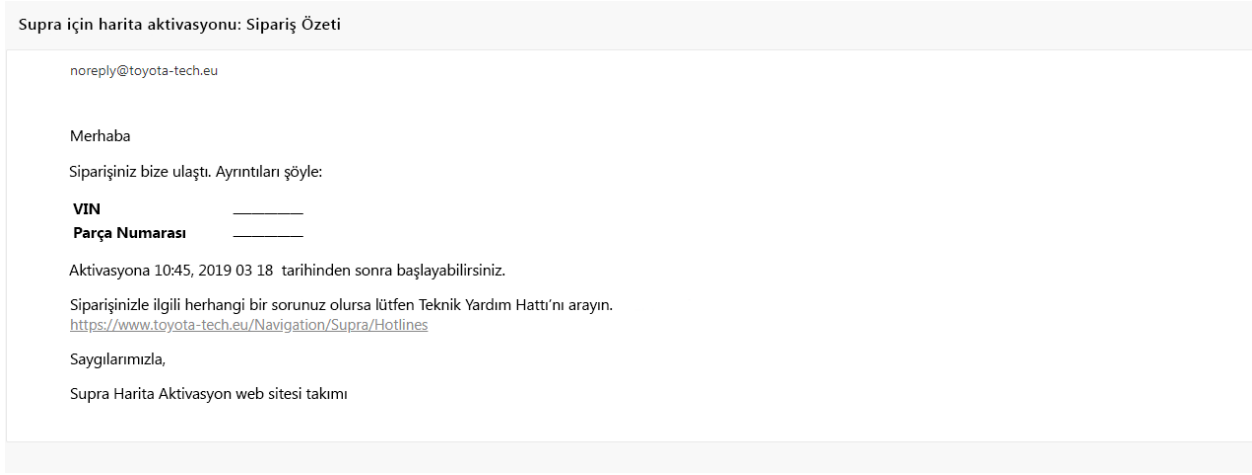 Supra için harita aktivasyonu: Sipariş Özeti
noreply@toyota-tech.eu
Merhaba
Siparişiniz bize ulaştı. Ayrıntıları şöyle:
VIN ___________
Parça Numarası ___________
Aktivasyona 10:45, 2019 03 18 tarihinden sonra başlayabilirsiniz.
Siparişinizle ilgili herhangi bir sorunuz olursa lütfen Teknik Yardım Hattı’nı arayın.
https://www.toyota-tech.eu/Navigation/Supra/Hotlines
Saygılarımızla,
Supra Harita Aktivasyon web sitesi takımı